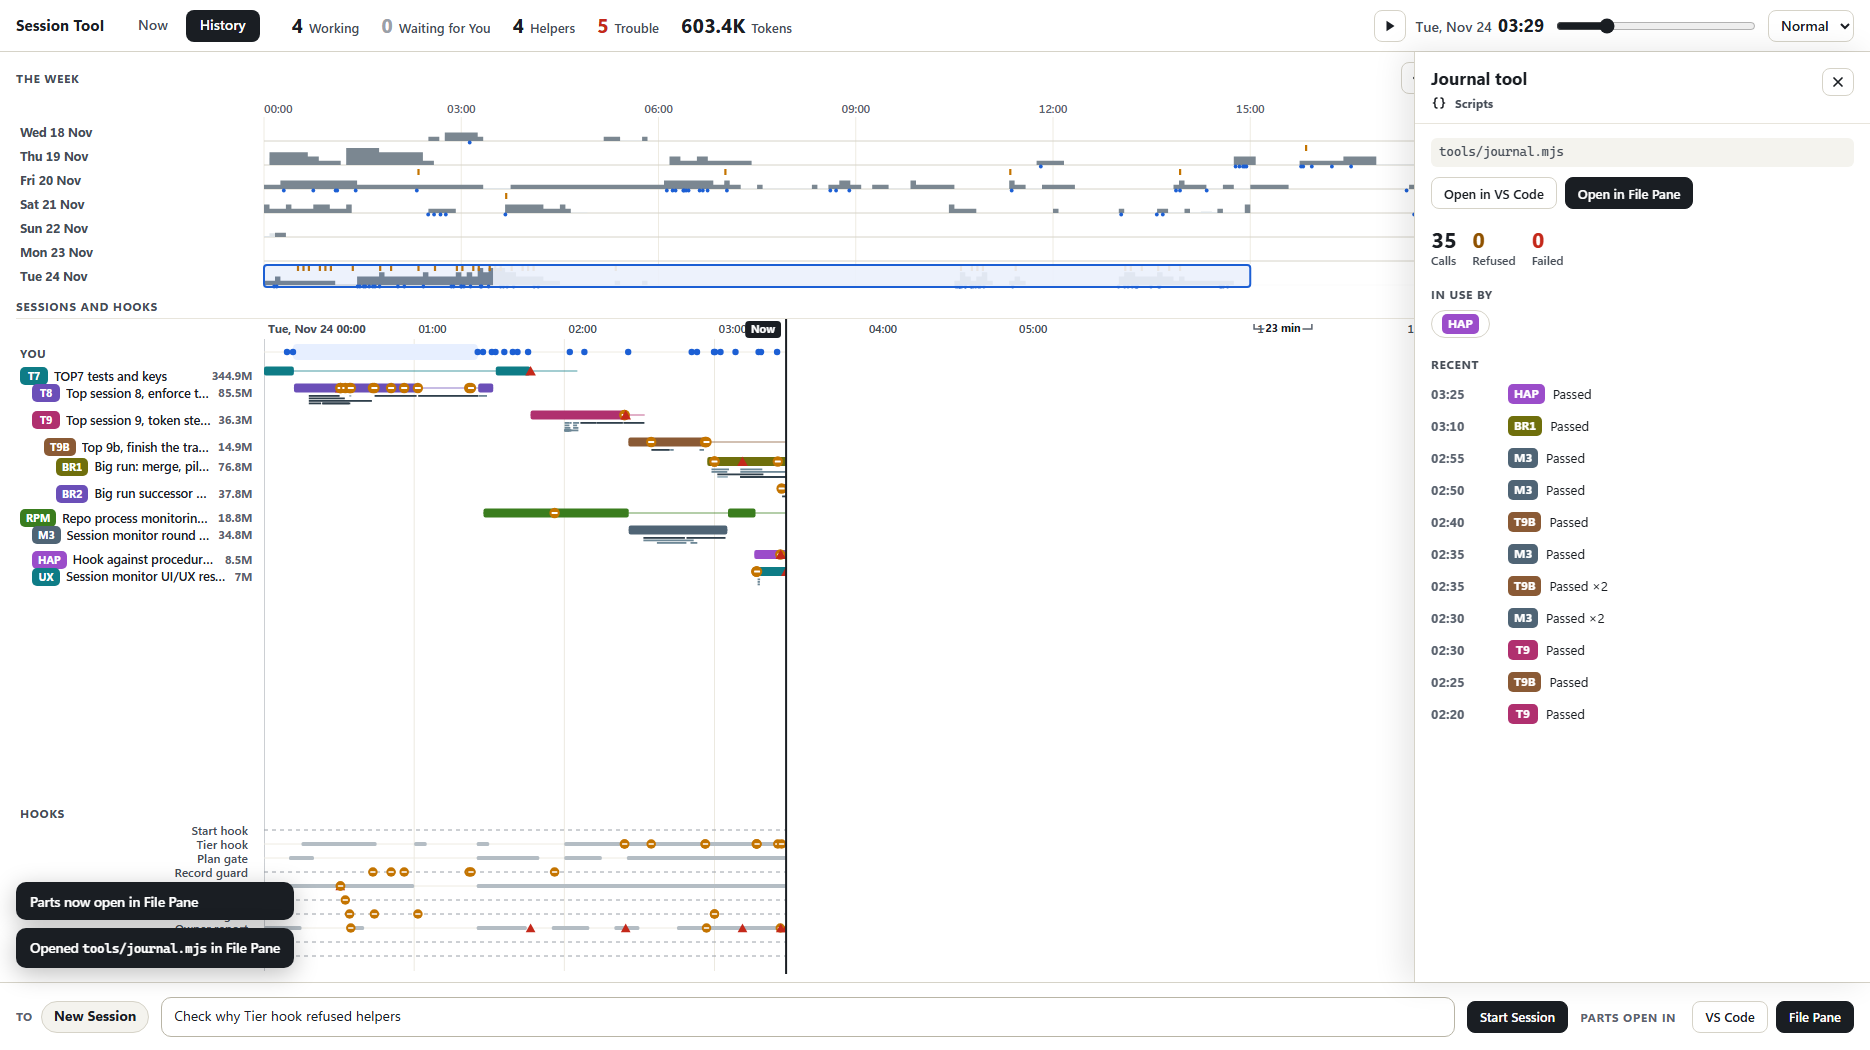 Session Tool Now History 4 Working 0 Waiting for You 4 Helpers 5 Trouble 603.4K Tokens Tue, Nov 24 03:29 Normal
THE WEEK
00:00 03:00 06:00 09:00 12:00 15:00
Wed 18 Nov
Thu 19 Nov
Fri 20 Nov
Sat 21 Nov
Sun 22 Nov
Mon 23 Nov
Tue 24 Nov
SESSIONS AND HOOKS
Tue, Nov 24 00:00 01:00 02:00 03:00 Now 04:00 05:00 23 min
YOU
T7 TOP7 tests and keys 344.9M
T8 Top session 8, enforce t... 85.5M
T9 Top session 9, token ste... 36.3M
T9B Top 9b, finish the tra... 14.9M
BR1 Big run: merge, pil... 76.8M
BR2 Big run successor ... 37.8M
RPM Repo process monitorin... 18.8M
M3 Session monitor round ... 34.8M
HAP Hook against procedur... 8.5M
UX Session monitor UI/UX res... 7M
HOOKS
Start hook
Tier hook
Plan gate
Record guard
Parts now open in File Pane
Opened tools/journal.mjs in File Pane
Journal tool
{} Scripts
tools/journal.mjs
Open in VS Code Open in File Pane
35 0 0
Calls Refused Failed
IN USE BY
HAP
RECENT
03:25 HAP Passed
03:10 BR1 Passed
02:55 M3 Passed
02:50 M3 Passed
02:40 T9B Passed
02:35 M3 Passed
02:35 T9B Passed ×2
02:30 M3 Passed ×2
02:30 T9 Passed
02:25 T9B Passed
02:20 T9 Passed
TO New Session Check why Tier hook refused helpers Start Session PARTS OPEN IN VS Code File Pane